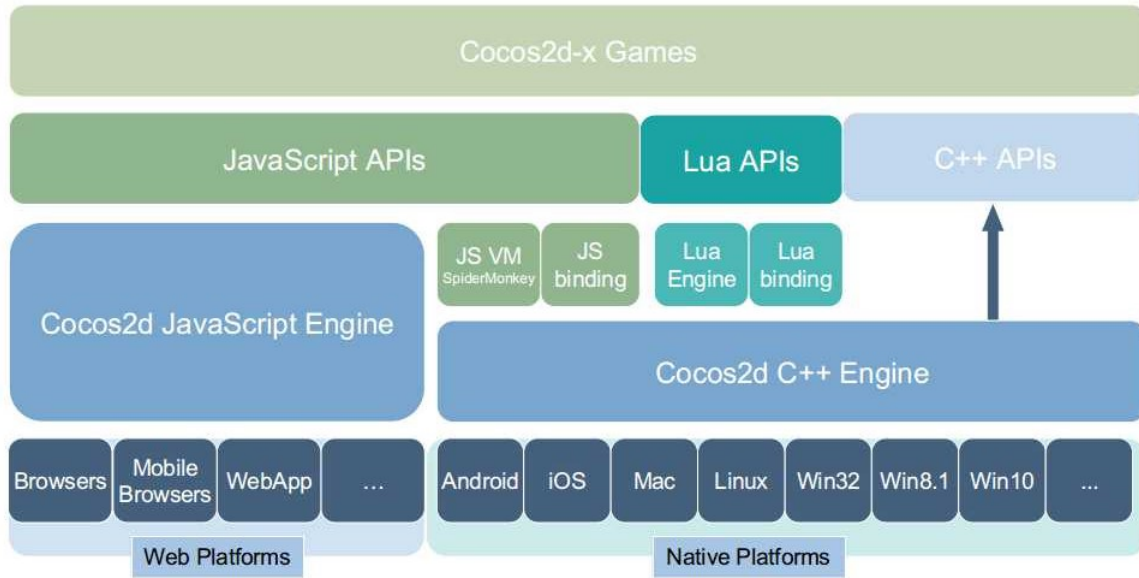 Cocos2d-x Games
JavaScript APIs
Lua APIs
C++ APIs
JS VM
SpiderMonkey
JS
binding
Lua
Engine
Lua
binding
Cocos2d JavaScript Engine
Cocos2d C++ Engine
Browsers
Mobile
Browsers
WebApp
...
Android
iOS
Mac
Linux
Win32
Win8.1
Win10
...
Web Platforms
Native Platforms